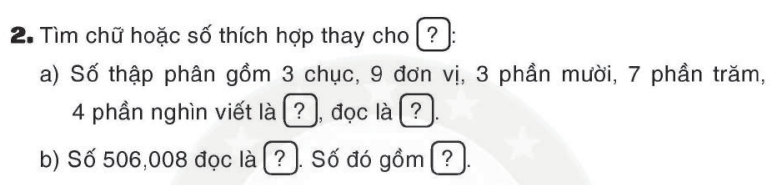 2. Tìm chữ hoặc số thích hợp thay cho ?:
a) Số thập phân gồm 3 chục, 9 đơn vị, 3 phần mười, 7 phần trăm,
4 phần nghìn viết là ?, đọc là ?.
b) Số 506,008 đọc là ?. Số đó gồm ?.